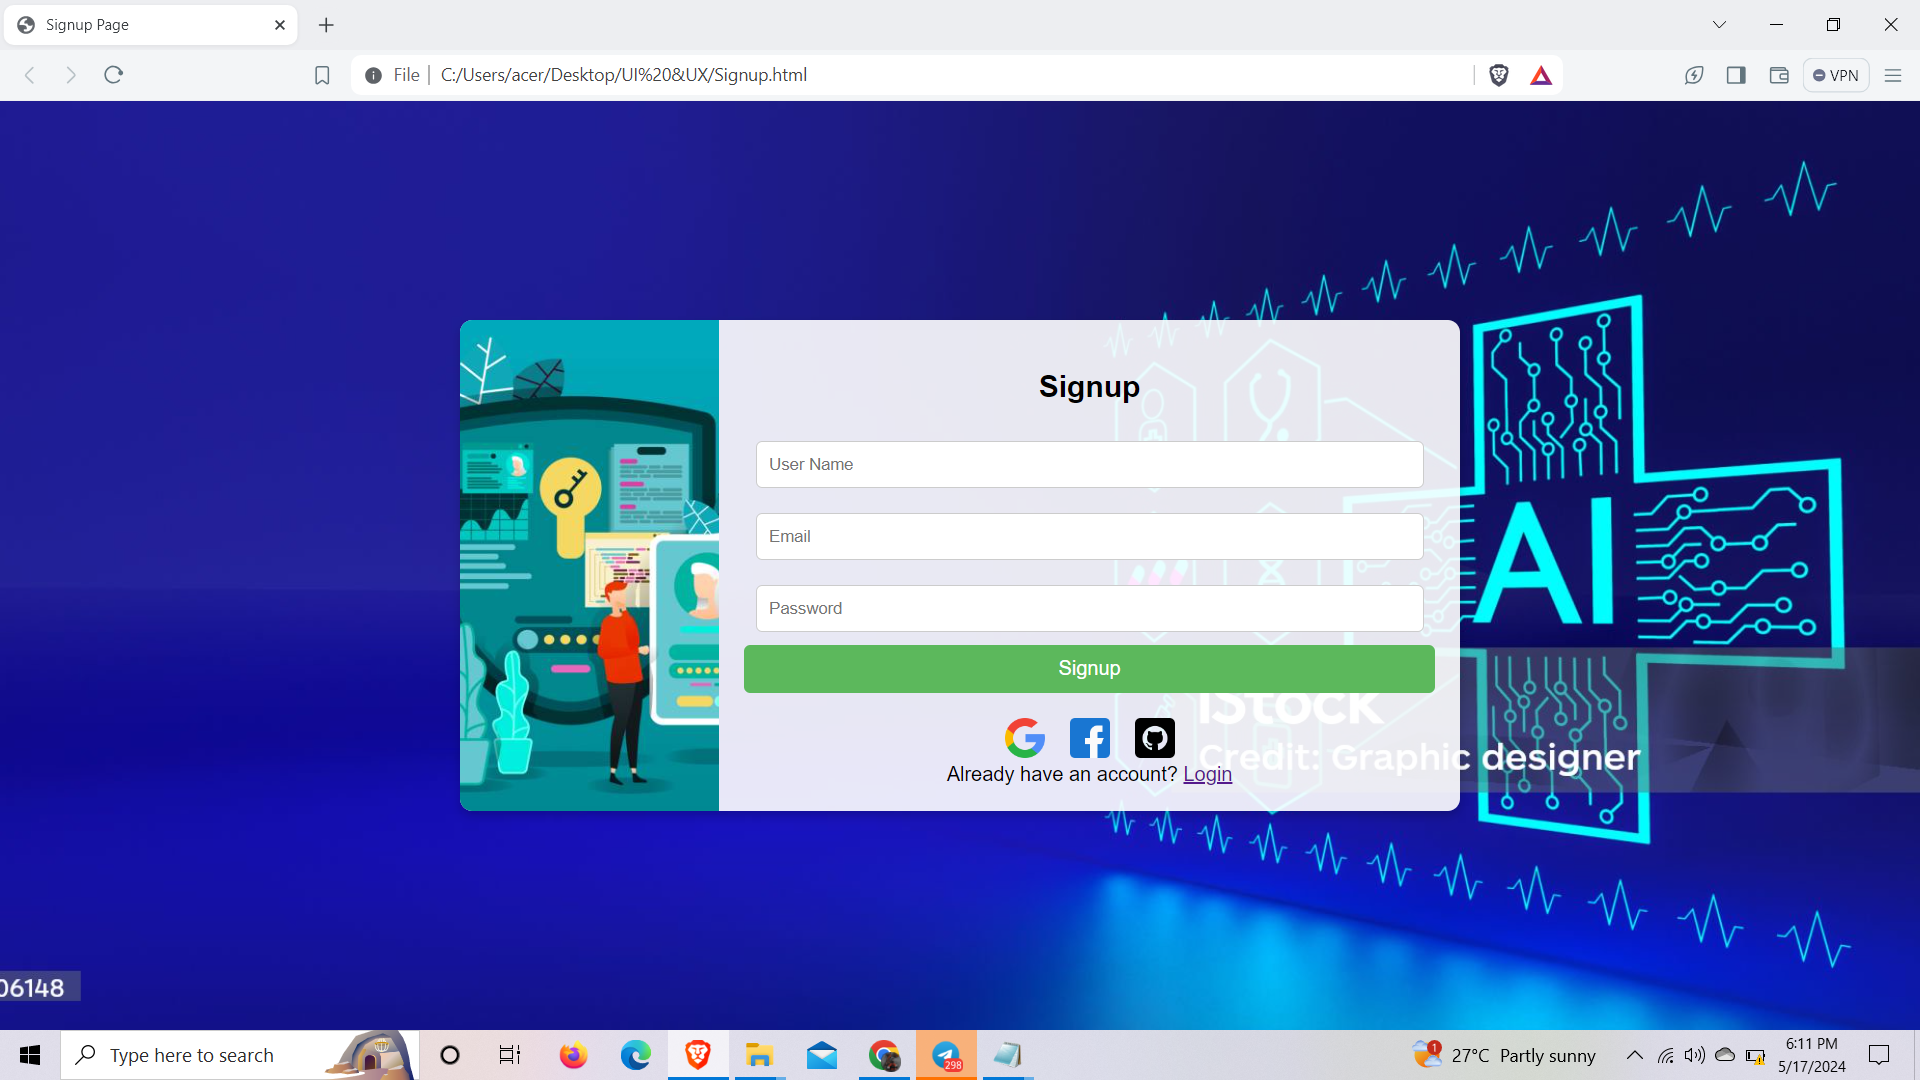 Signup Page
File
C:/Users/acer/Desktop/UI%20&UX/Signup.html
VPN
Signup
User Name
Email
Password
Signup
AI
iStock
Credit: Graphic designer
Already have an account? Login
06148
Type here to search
298
1
27°C Partly sunny
6:11 PM
5/17/2024